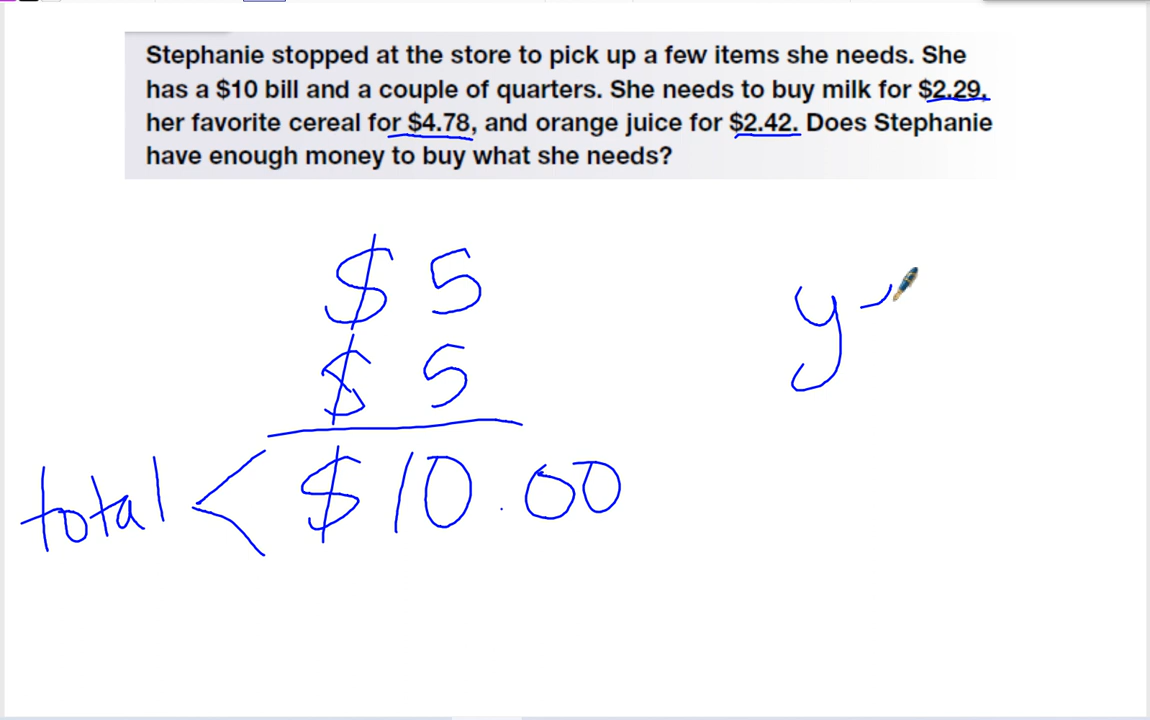 Stephanie stopped at the store to pick up a few items she needs. She
has a $10 bill and a couple of quarters. She needs to buy milk for $2.29,
her favorite cereal for $4.78, and orange juice for $2.42. Does Stephanie
have enough money to buy what she needs?
$ 5
y
$ 5
total < $10.00